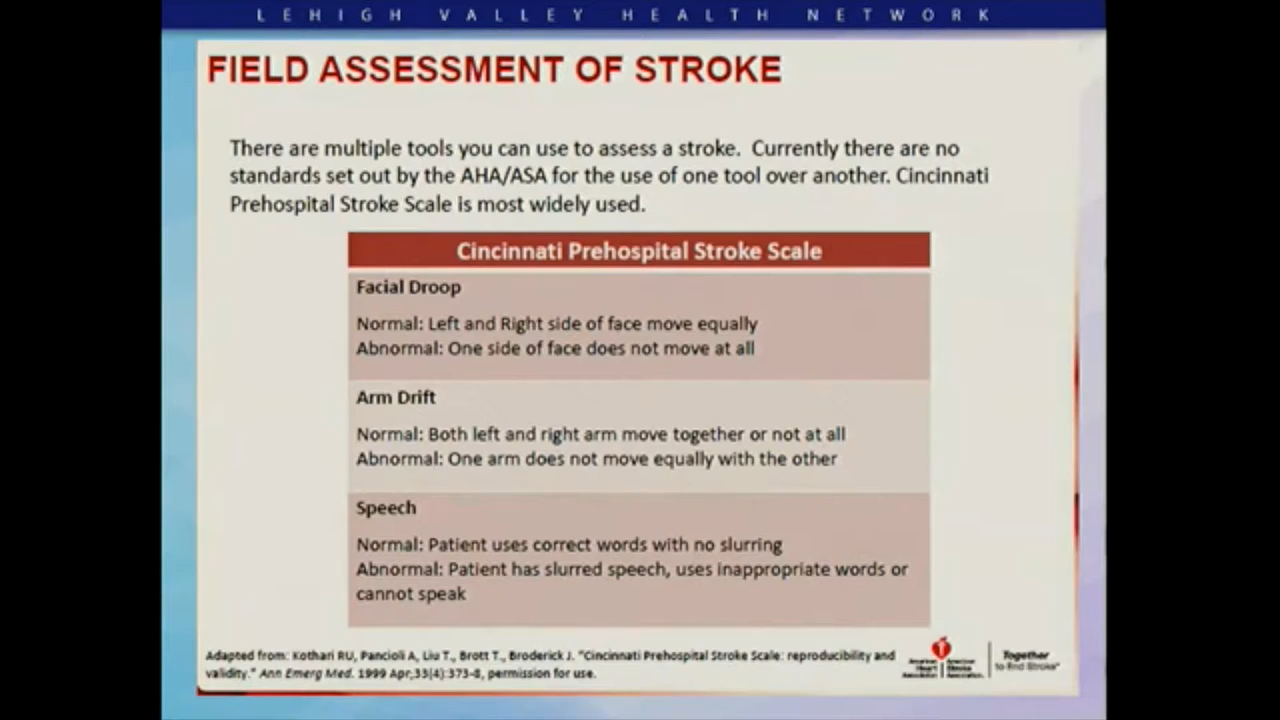 LEHIGH VALLEY HEALTH NETWORK
FIELD ASSESSMENT OF STROKE
There are multiple tools you can use to assess a stroke. Currently there are no
standards set out by the AHA/ASA for the use of one tool over another. Cincinnati
Prehospital Stroke Scale is most widely used.
Cincinnati Prehospital Stroke Scale
Facial Droop
Normal: Left and Right side of face move equally
Abnormal: One side of face does not move at all
Arm Drift
Normal: Both left and right arm move together or not at all
Abnormal: One arm does not move equally with the other
Speech
Normal: Patient uses correct words with no slurring
Abnormal: Patient has slurred speech, uses inappropriate words or
cannot speak
Adapted from: Kothari RU, Pancioli A, Liu T., Brott T., Broderick J. "Cincinnati Prehospital Stroke Scale: reproducibility and
validity." Ann Emerg Med. 1999 Apr;33(4):373-8, permission for use.
American American
Heart Stroke
Association Association
Together
to End Stroke